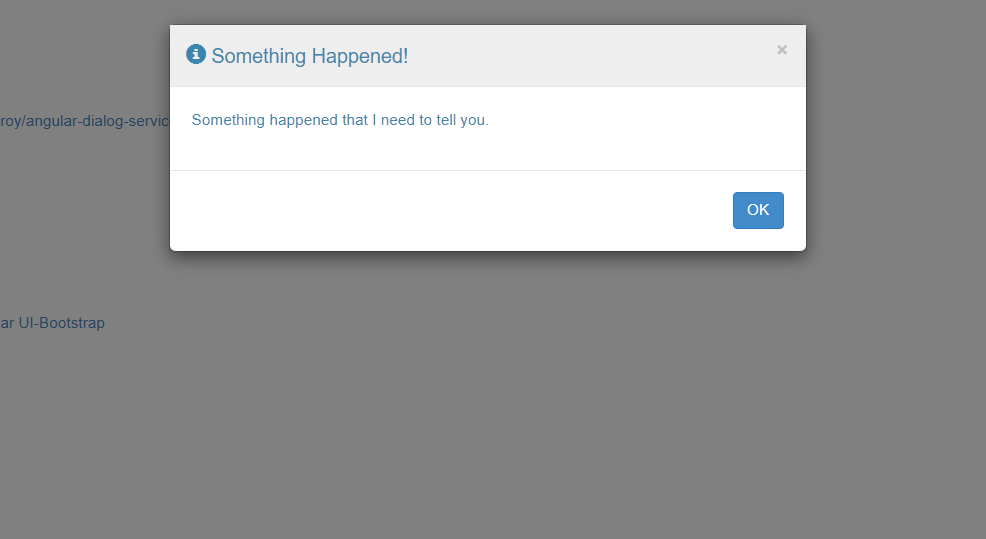 Something Happened!
×
roy/angular-dialog-servic
Something happened that I need to tell you.
OK
ar UI-Bootstrap